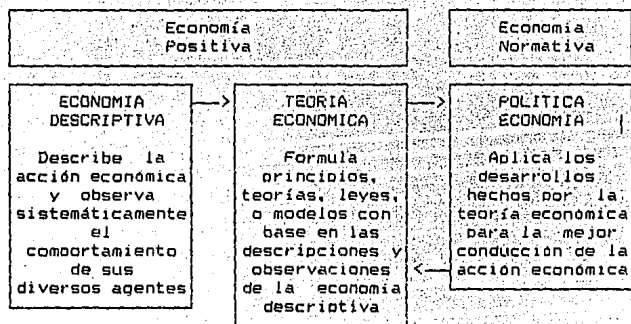 Economía
Positiva
Economia
Normativa
ECONOMIA
DESCRIPTIVA
Describe la
acción económica
y observa
sistemáticamente
el
comportamiento
de sus
diversos agentes
TEORIA
ECONOMICA
Formula
principios,
teorías, leyes,
o modelos con
base en las
descripciones y
observaciones
de la economía
descriptiva
POLITICA
ECONOMIA
Aplica los
desarrollos
hechos por la
teoría económica
para la mejor
conducción de la
acción económica